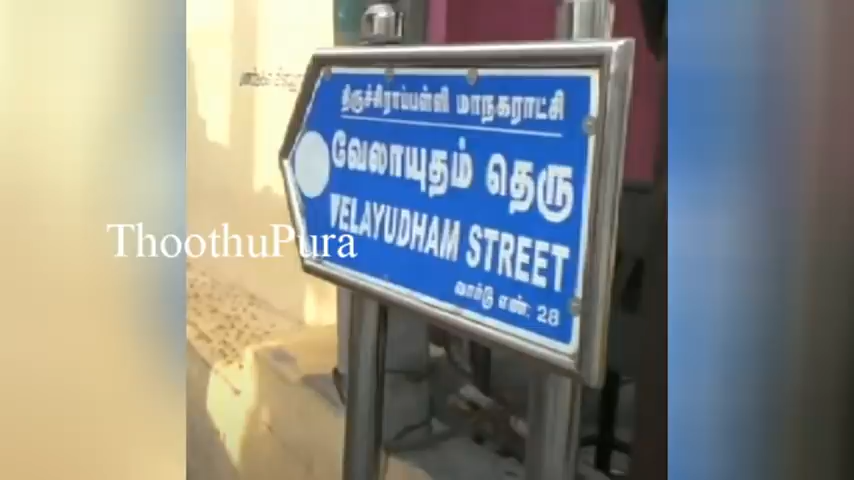 திருச்சிராப்பள்ளி மாநகராட்சி
வேலாயுதம் தெரு
VELAYUDHAM STREET
வார்டு எண்: 28
ThoothuPura